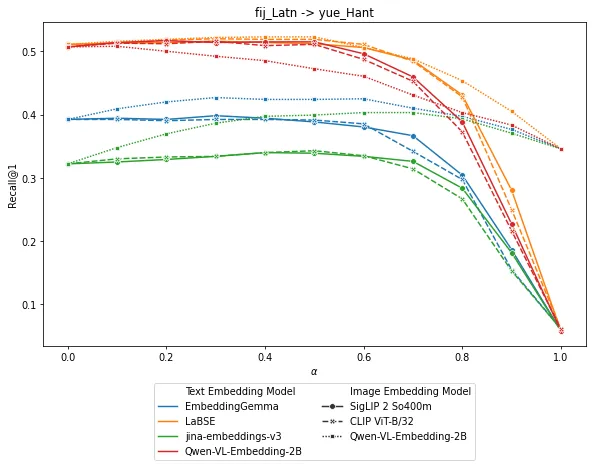 fij_Latn -> yue_Hant
Recall@1
0.5
0.4
0.3
0.2
0.1
0.0 0.2 0.4 0.6 0.8 1.0
α
Text Embedding Model Image Embedding Model
EmbeddingGemma SigLIP 2 So400m
LaBSE CLIP ViT-B/32
jina-embeddings-v3 Qwen-VL-Embedding-2B
Qwen-VL-Embedding-2B